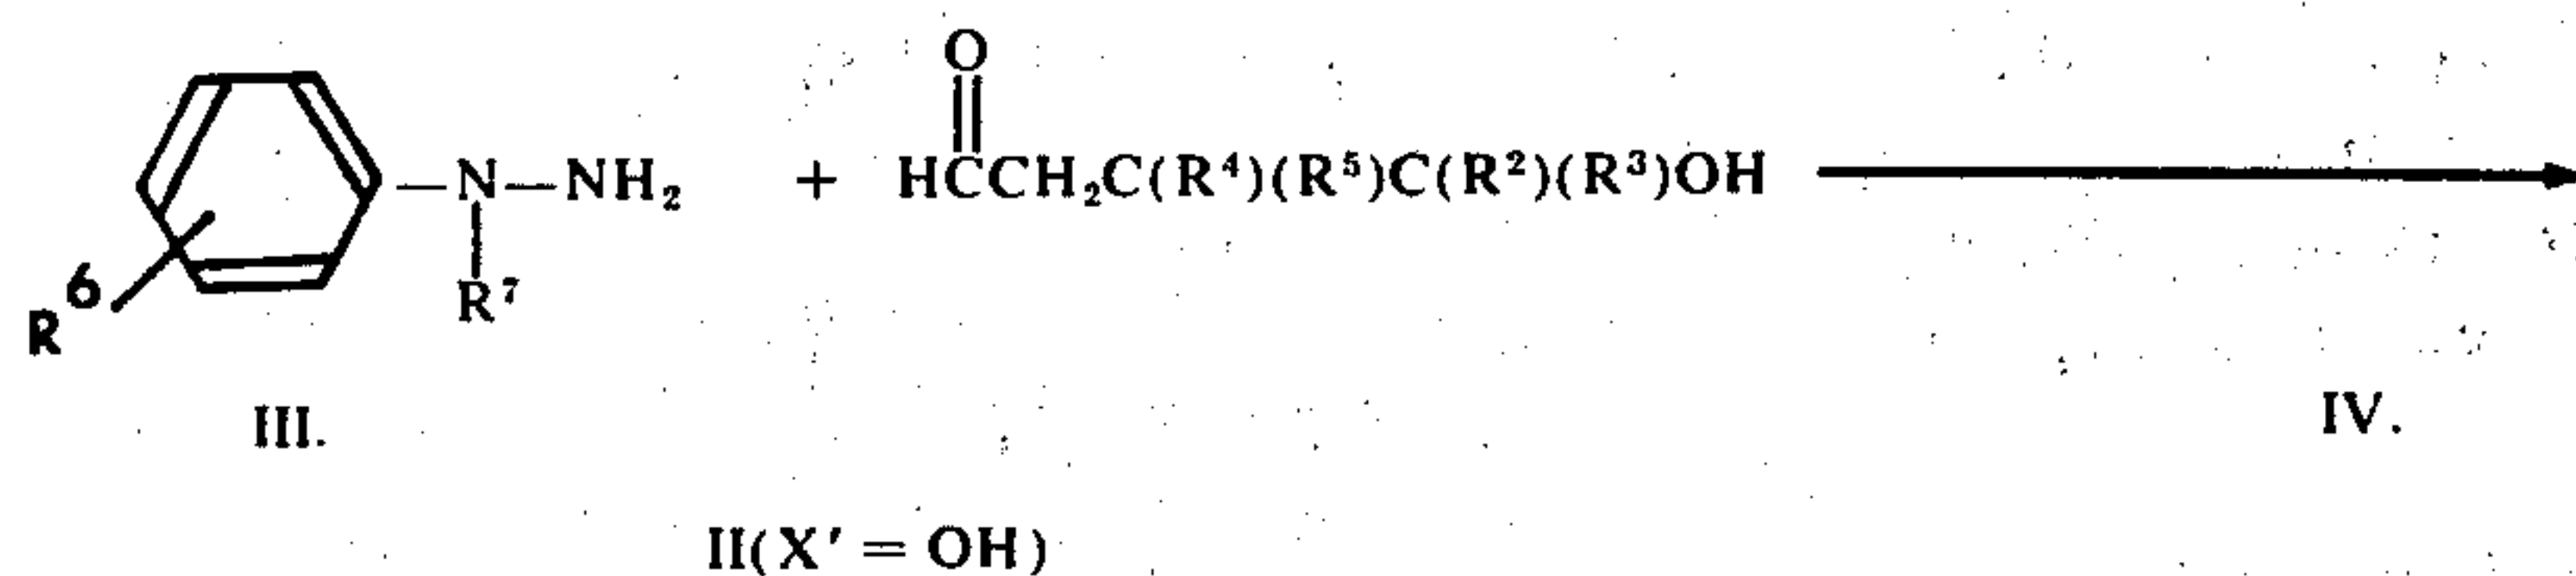 O
—N—NH₂ + HCCH₂C(R⁴)(R⁵)C(R²)(R³)OH
R⁶
R⁷
III.
IV.
II(X′ = OH)